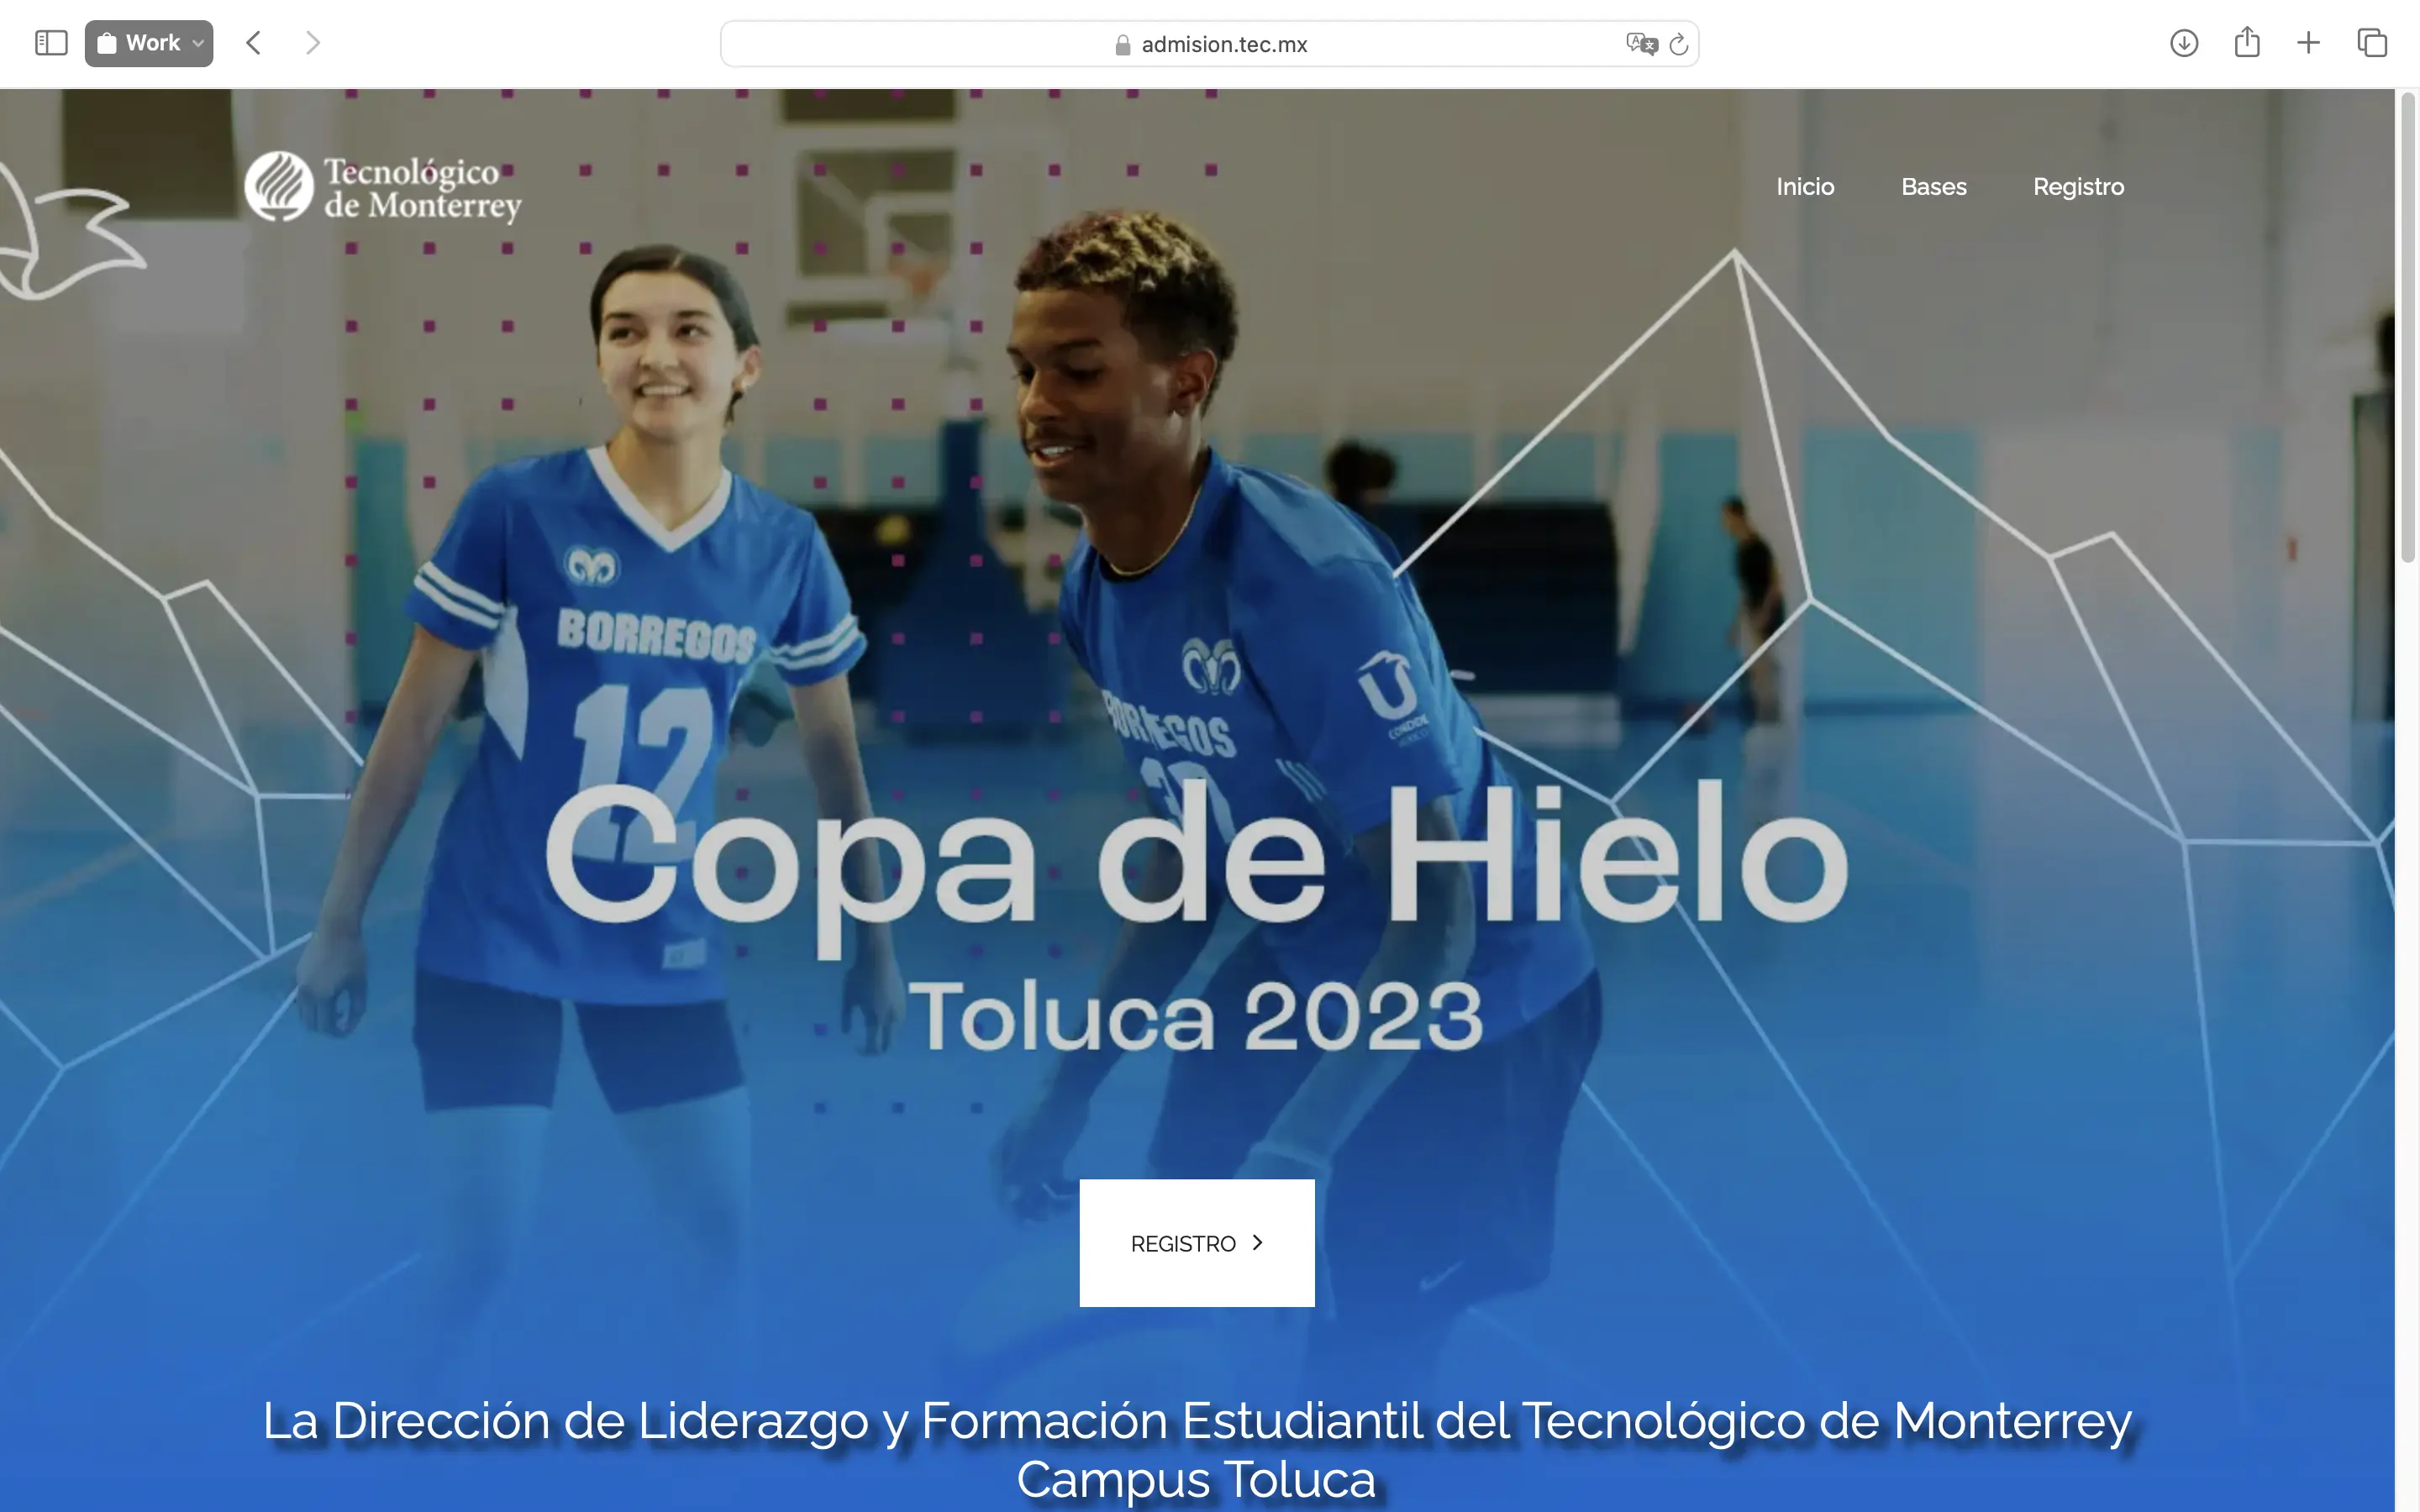 Work
admision.tec.mx
Tecnológico
de Monterrey
Inicio
Bases
Registro
BORREGOS
12
BORREGOS
CONDDE
Copa de Hielo
Toluca 2023
REGISTRO
La Dirección de Liderazgo y Formación Estudiantil del Tecnológico de Monterrey
Campus Toluca